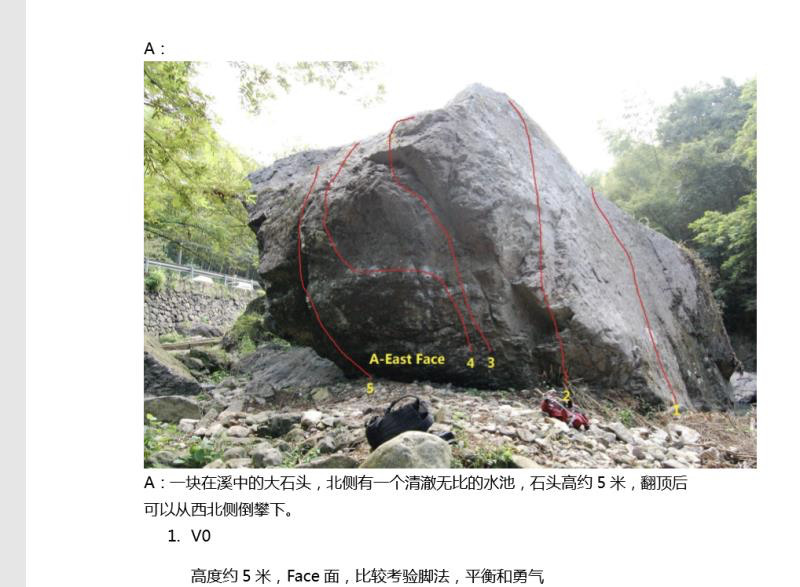 A：
A-East Face
4 3
5
2
1
A：一块在溪中的大石头，北侧有一个清澈无比的水池，石头高约 5 米，翻顶后
可以从西北侧倒攀下。
1. V0
高度约 5 米，Face 面，比较考验脚法，平衡和勇气